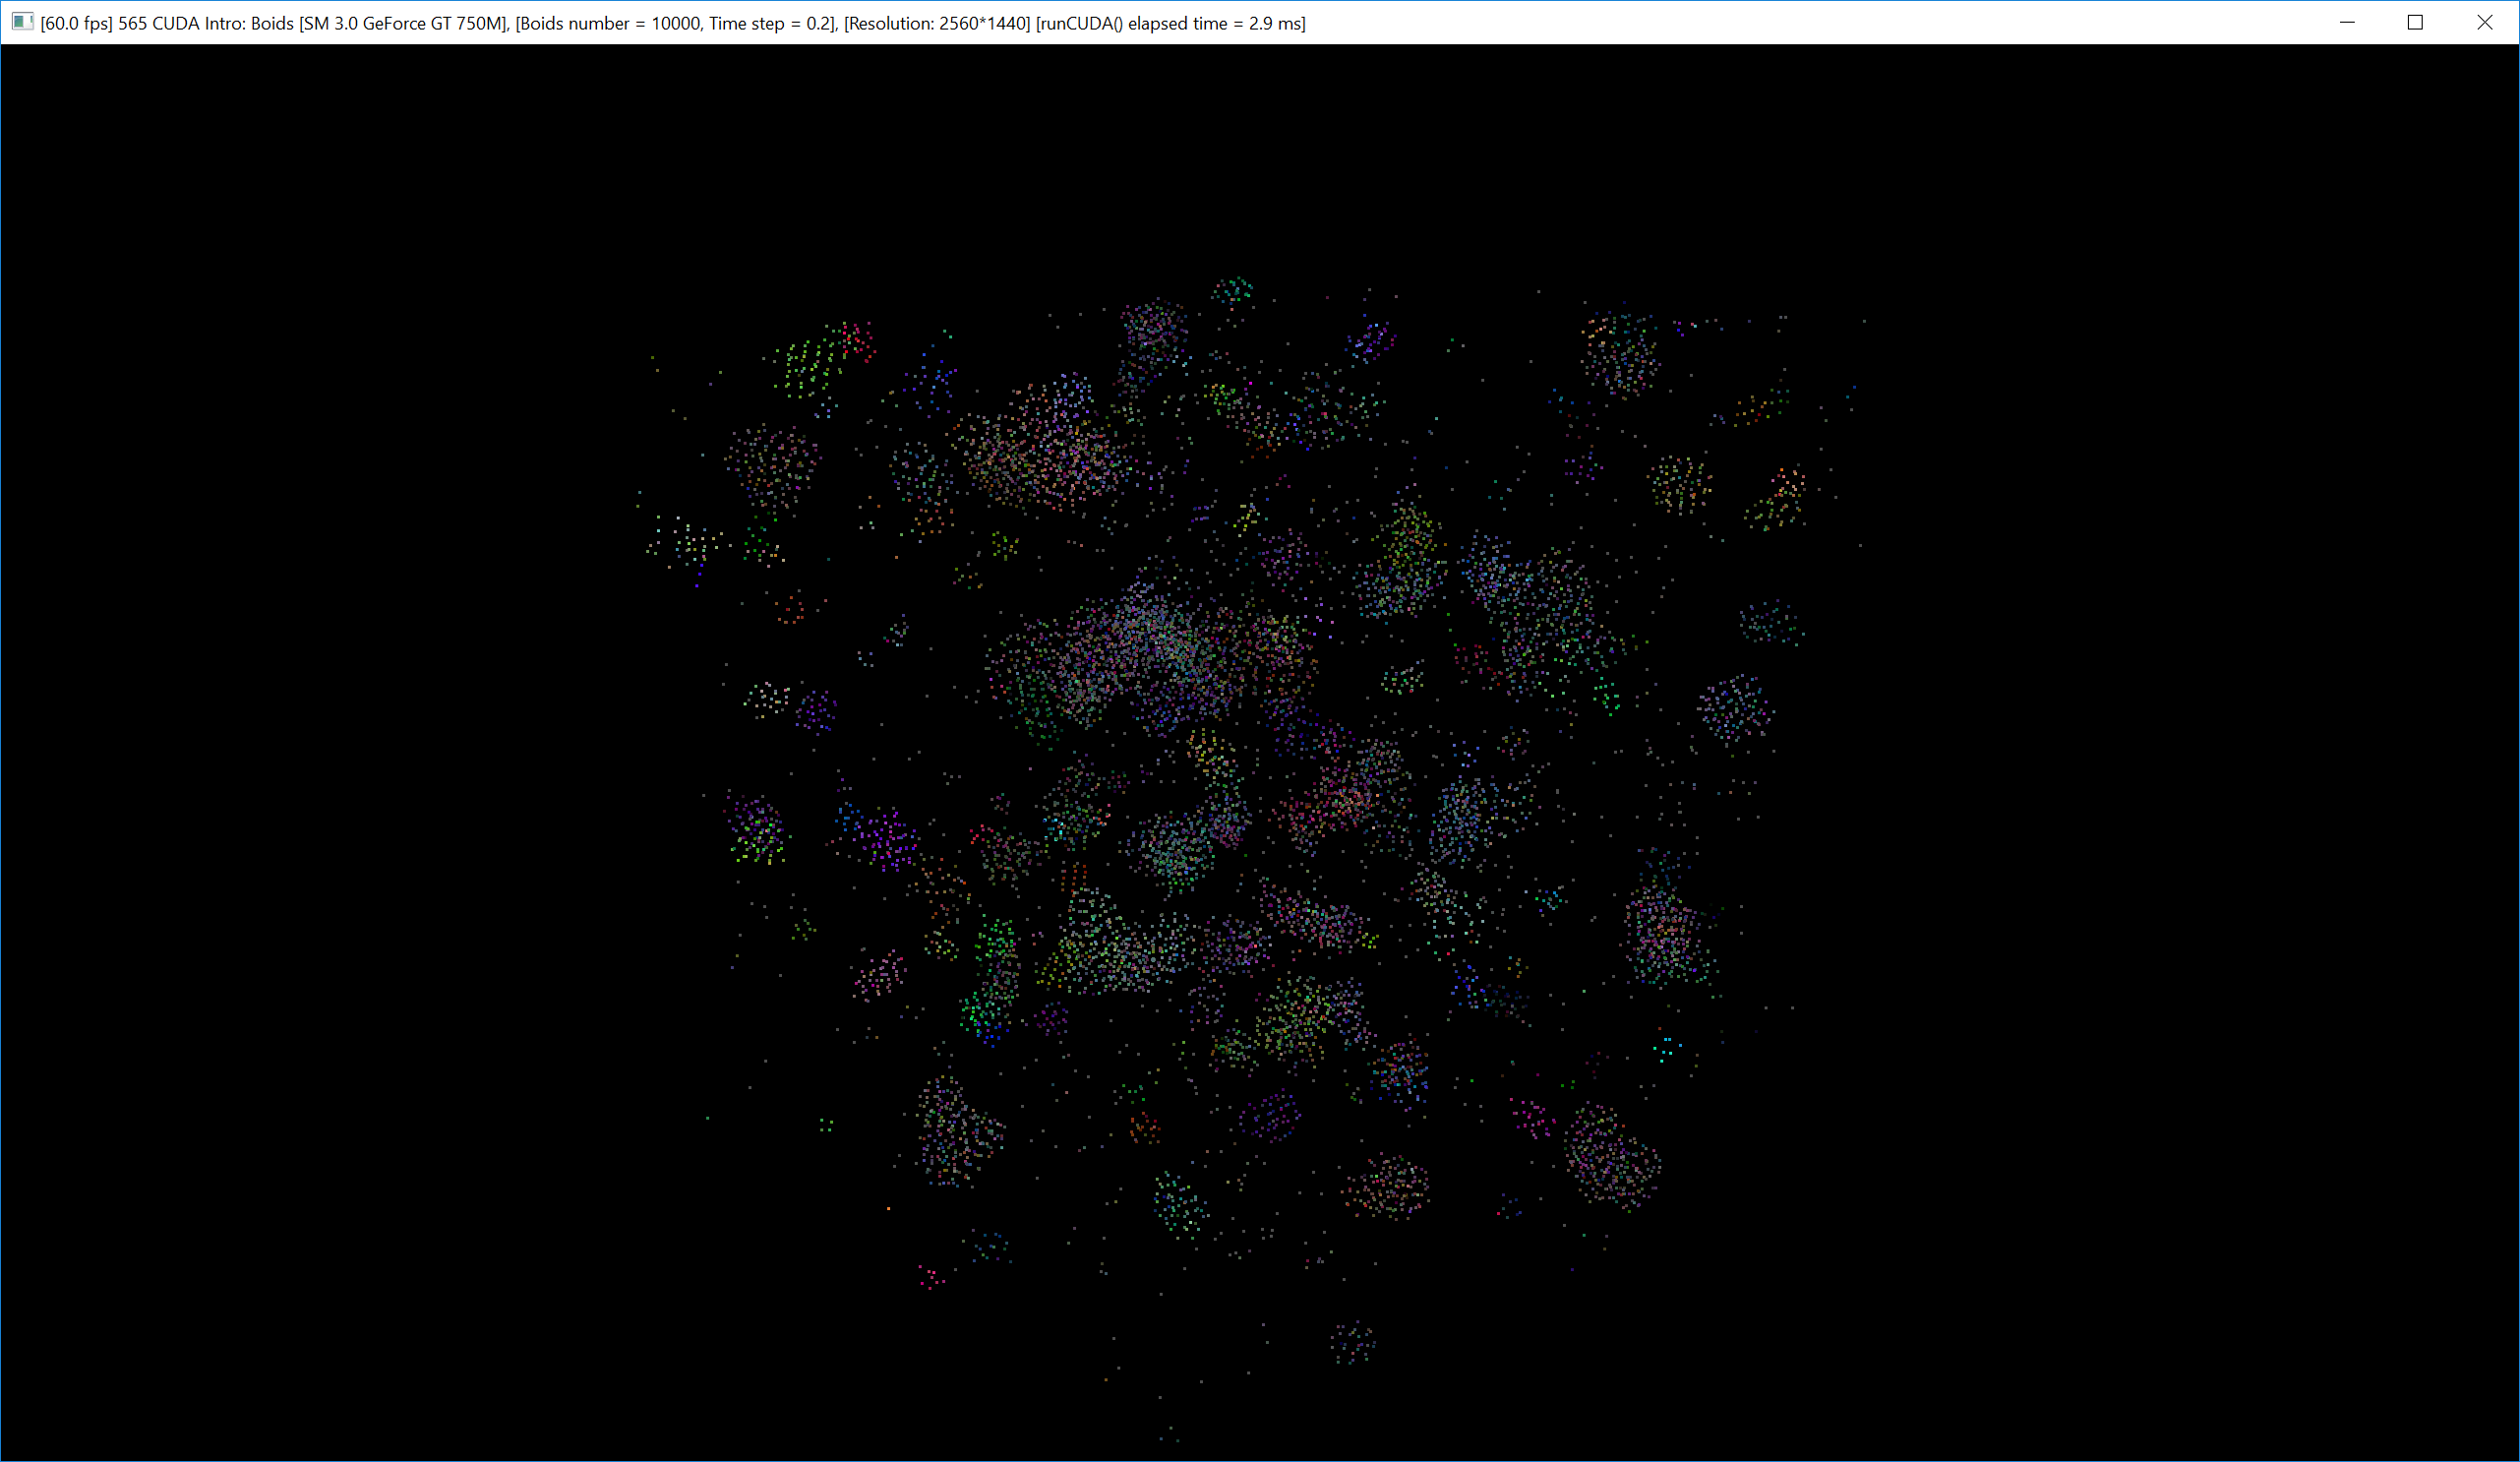 [60.0 fps] 565 CUDA Intro: Boids [SM 3.0 GeForce GT 750M], [Boids number = 10000, Time step = 0.2], [Resolution: 2560*1440] [runCUDA() elapsed time = 2.9 ms]